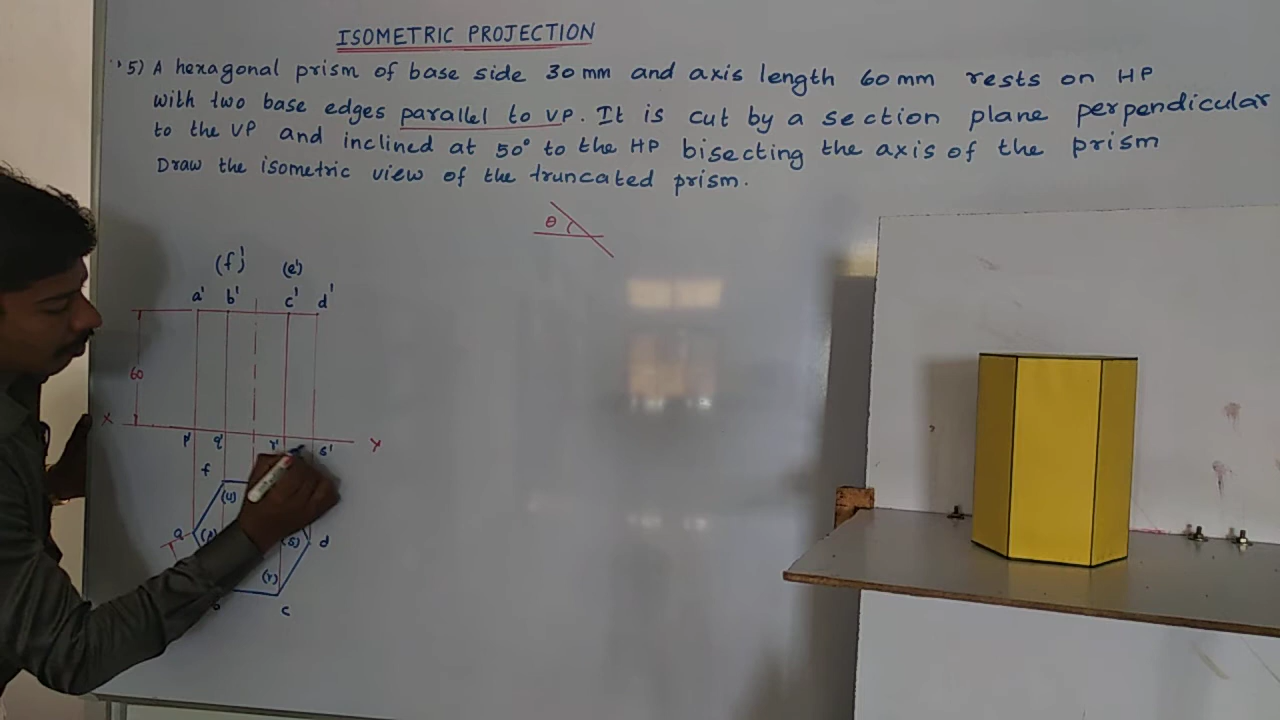 ISOMETRIC PROJECTION
5) A hexagonal prism of base side 30 mm and axis length 60 mm rests on HP
with two base edges parallel to VP. It is cut by a section plane perpendicular
to the VP and inclined at 50° to the HP bisecting the axis of the prism
Draw the isometric view of the truncated prism.
θ
(f') (e')
a' b' c' d'
60
X Y
p' q' r' s'
f
(u)
a (p) (s) d
(r)
c